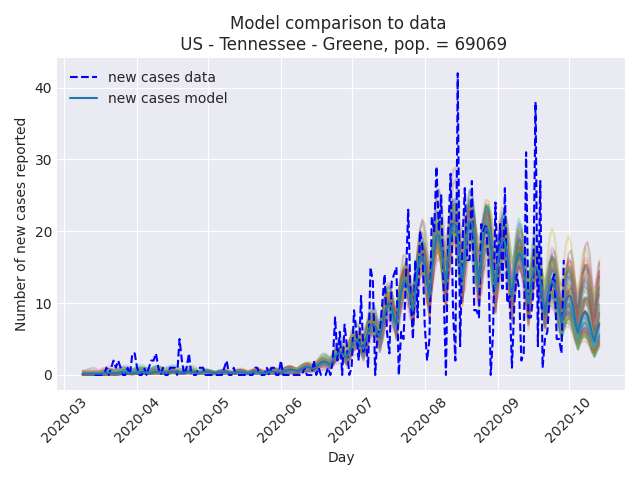 Model comparison to data
US - Tennessee - Greene, pop. = 69069
new cases data
new cases model
Number of new cases reported
40
30
20
10
0
2020-03
2020-04
2020-05
2020-06
2020-07
2020-08
2020-09
2020-10
Day